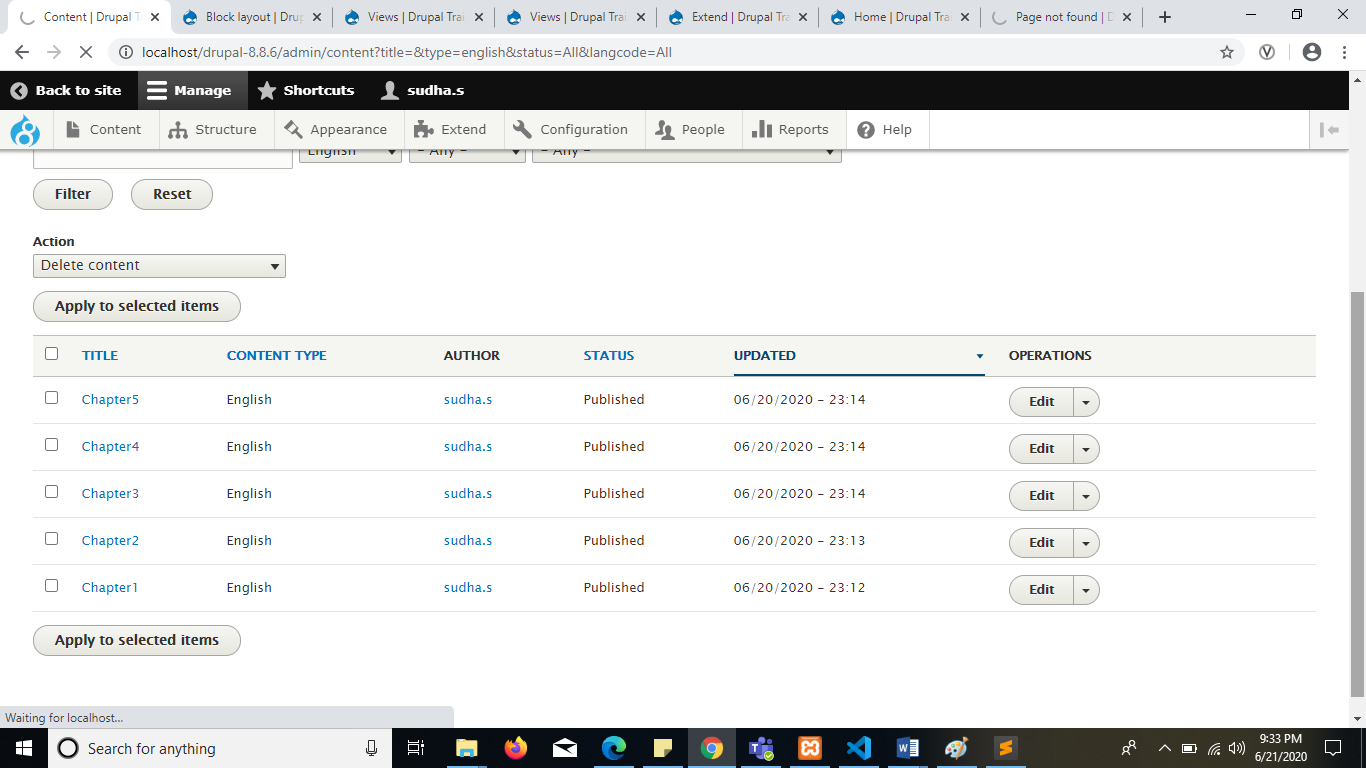 Content | Drupal T Block layout | Dru Views | Drupal Trai Views | Drupal Trai Extend | Drupal Tra Home | Drupal Tra Page not found | D
localhost/drupal-8.8.6/admin/content?title=&type=english&status=All&langcode=All
Back to site Manage Shortcuts sudha.s
Content Structure Appearance Extend Configuration People Reports Help
English - Any - - Any -
Filter Reset
Action
Delete content
Apply to selected items
TITLE CONTENT TYPE AUTHOR STATUS UPDATED OPERATIONS
Chapter5 English sudha.s Published 06/20/2020 - 23:14 Edit
Chapter4 English sudha.s Published 06/20/2020 - 23:14 Edit
Chapter3 English sudha.s Published 06/20/2020 - 23:14 Edit
Chapter2 English sudha.s Published 06/20/2020 - 23:13 Edit
Chapter1 English sudha.s Published 06/20/2020 - 23:12 Edit
Apply to selected items
Waiting for localhost...
Search for anything
9:33 PM
6/21/2020